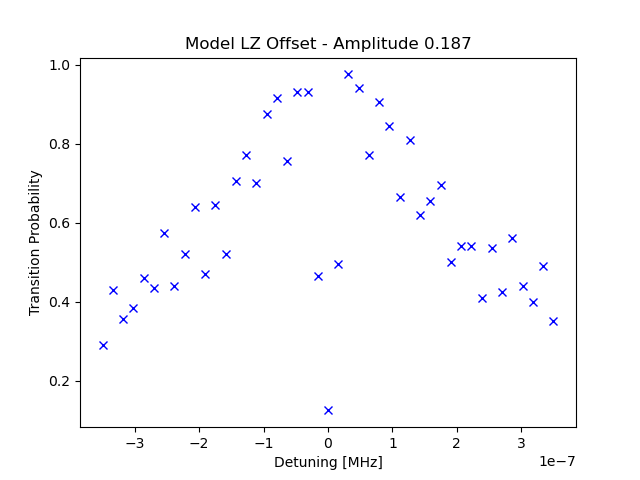 Model LZ Offset - Amplitude 0.187
1.0
0.8
0.6
0.4
0.2
Transition Probability
−3 −2 −1 0 1 2 3
1e−7
Detuning [MHz]